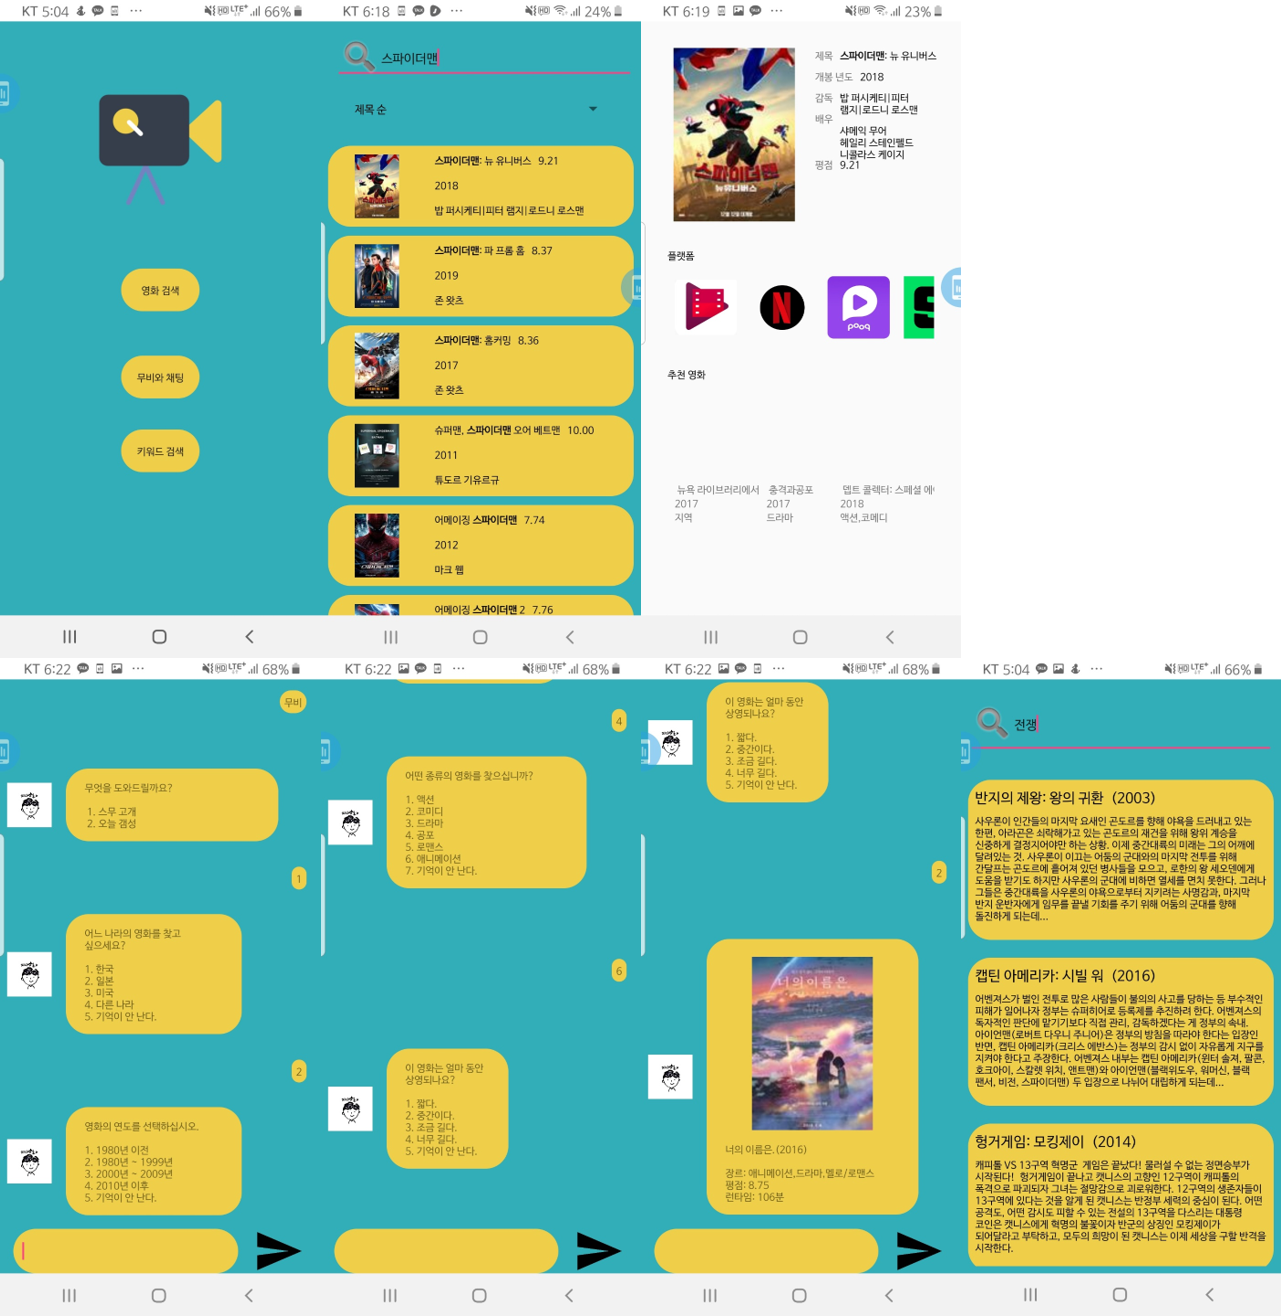 KT 5:04 ··· LTE+ 66%
영화 검색
무비와 채팅
키워드 검색
KT 6:18 ··· 24%
스파이더맨
제목 순
스파이더맨: 뉴 유니버스 9.21
2018
밥 퍼시케티|피터 램지|로드니 로스맨
스파이더맨: 파 프롬 홈 8.37
2019
존 왓츠
스파이더맨: 홈커밍 8.36
2017
존 왓츠
슈퍼맨, 스파이더맨 오어 베트맨 10.00
2011
튜도르 기유르규
어메이징 스파이더맨 7.74
2012
마크 웹
어메이징 스파이더맨 2 7.76
KT 6:19 ··· 23%
스파이더맨
뉴 유니버스
제목 스파이더맨: 뉴 유니버스
개봉 년도 2018
감독 밥 퍼시케티|피터
램지|로드니 로스맨
배우
샤메익 무어
헤일리 스테인펠드
니콜라스 케이지
평점 9.21
플랫폼
N
pooq
추천 영화
뉴욕 라이브러리에서
2017
지역
충격과공포
2017
드라마
뎁트 콜렉터: 스페셜 에
2018
액션,코메디
KT 6:22 ··· LTE+ 68%
무비
무엇을 도와드릴까요?
1. 스무 고개
2. 오늘 갬성
1
어느 나라의 영화를 찾고
싶으세요?
1. 한국
2. 일본
3. 미국
4. 다른 나라
5. 기억이 안 난다.
2
영화의 연도를 선택하십시오.
1. 1980년 이전
2. 1980년 ~ 1999년
3. 2000년 ~ 2009년
4. 2010년 이후
5. 기억이 안 난다.
KT 6:22 ··· LTE+ 68%
4
어떤 종류의 영화를 찾으십니까?
1. 액션
2. 코미디
3. 드라마
4. 공포
5. 로맨스
6. 애니메이션
7. 기억이 안 난다.
6
이 영화는 얼마 동안
상영되나요?
1. 짧다.
2. 중간이다.
3. 조금 길다.
4. 너무 길다.
5. 기억이 안 난다.
KT 6:22 ··· LTE+ 68%
이 영화는 얼마 동안
상영되나요?
1. 짧다.
2. 중간이다.
3. 조금 길다.
4. 너무 길다.
5. 기억이 안 난다.
2
너의 이름은.
너의 이름은.(2016)
장르: 애니메이션,드라마,멜로/로맨스
평점: 8.75
런타임: 106분
KT 5:04 ··· LTE+ 66%
전쟁
반지의 제왕: 왕의 귀환 (2003)
사우론이 인간들의 마지막 요새인 곤도르를 향해 야욕을 드러내고 있는
한편, 아라곤은 쇠락해가고 있는 곤도르의 재건을 위해 왕위 계승을
신중하게 결정지어야만 하는 상황. 이제 중간대륙의 미래는 그의 어깨에
달려있는 것. 사우론이 이끄는 어둠의 군대와의 마지막 전투를 위해
간달프는 곤도르에 흩어져 있던 병사들을 모으고, 로한의 왕 세오덴에게
도움을 받기도 하지만 사우론의 군대에 비하면 열세를 면치 못한다. 그러나
그들은 중간대륙을 사우론의 야욕으로부터 지키려는 사명감과, 마지막
반지 운반자에게 임무를 끝낼 기회를 주기 위해 어둠의 군대를 향해
돌진하게 되는데...
캡틴 아메리카: 시빌 워 (2016)
어벤져스가 벌인 전투로 많은 사람들이 불의의 사고를 당하는 등 부수적인
피해가 일어나자 정부는 슈퍼히어로 등록제를 추진하려 한다. 어벤져스의
독자적인 판단에 맡기기보다 직접 관리, 감독하겠다는 게 정부의 속내.
아이언맨(로버트 다우니 주니어)은 정부의 방침을 따라야 한다는 입장인
반면, 캡틴 아메리카(크리스 에반스)는 정부의 감시 없이 자유롭게 지구를
지켜야 한다고 주장한다. 어벤져스 내부는 캡틴 아메리카(윈터 솔져, 팔콘,
호크아이, 스칼렛 위치, 앤트맨)와 아이언맨(블랙위도우, 워머신, 블랙
팬서, 비전, 스파이더맨) 두 입장으로 나뉘어 대립하게 되는데...
헝거게임: 모킹제이 (2014)
캐피톨 VS 13구역 혁명군 게임은 끝났다! 물러설 수 없는 정면승부가
시작된다! 헝거게임이 끝나고 캣니스의 고향인 12구역이 캐피톨의
폭격으로 파괴되자 그녀는 절망감으로 괴로워한다. 12구역의 생존자들이
13구역에 있다는 것을 알게 된 캣니스는 반정부 세력의 중심이 된다. 어떤
공격도, 어떤 감시도 피할 수 있는 전설의 13구역을 다스리는 대통령
코인은 캣니스에게 혁명의 불꽃이자 반군의 상징인 모킹제이가
되어달라고 부탁하고, 모두의 희망이 된 캣니스는 이제 세상을 구할 반격을
시작한다.